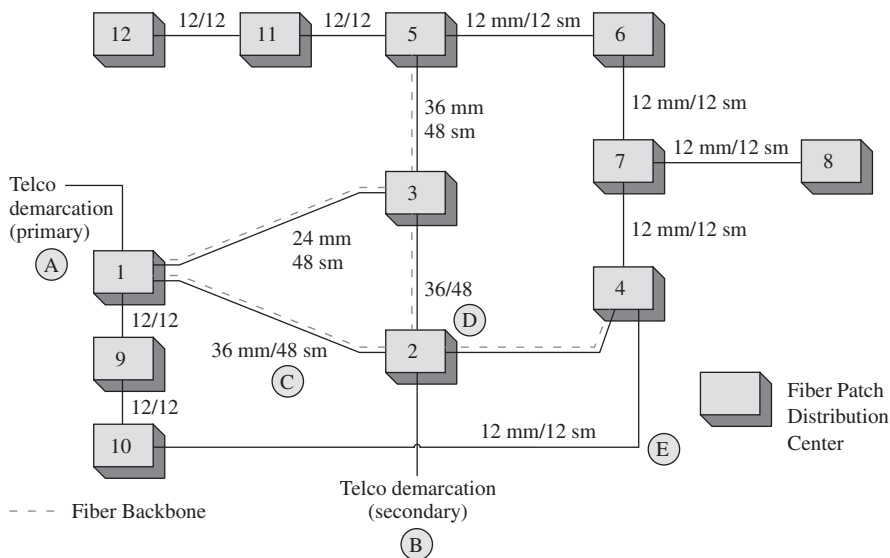 12/12
12/12
12 mm/12 sm
12
11
5
6
36 mm
48 sm
12 mm/12 sm
12 mm/12 sm
7
8
Telco
demarcation
(primary)
A
3
24 mm
48 sm
12 mm/12 sm
1
36/48
4
D
12/12
36 mm/48 sm
C
2
9
12/12
10
12 mm/12 sm
E
Fiber Patch
Distribution
Center
Telco demarcation
(secondary)
B
Fiber Backbone